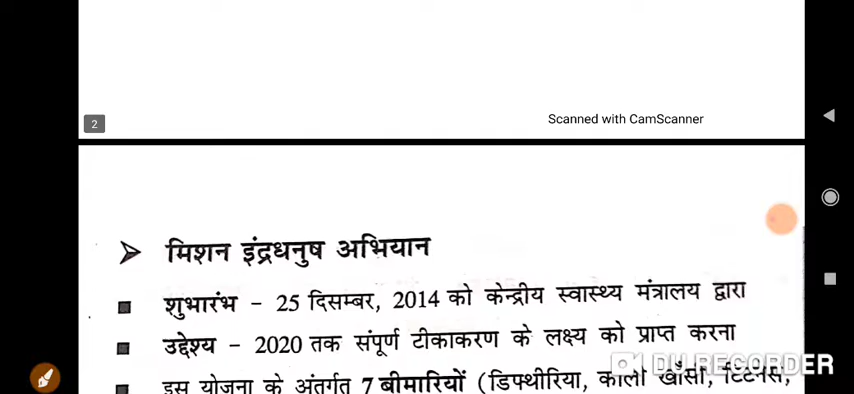 2
Scanned with CamScanner
मिशन इंद्रधनुष अभियान
शुभारंभ - 25 दिसम्बर, 2014 को केन्द्रीय स्वास्थ्य मंत्रालय द्वारा
उद्देश्य - 2020 तक संपूर्ण टीकाकरण के लक्ष्य को प्राप्त करना
DU RECORDER
इस योजना के अंतर्गत 7 बीमारियों (डिफ्थीरिया, काली खाँसी, टिटनेस,